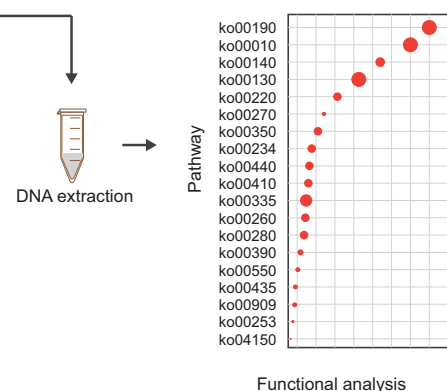 DNA extraction
Pathway
ko00190
ko00010
ko00140
ko00130
ko00220
ko00270
ko00350
ko00234
ko00440
ko00410
ko00335
ko00260
ko00280
ko00390
ko00550
ko00435
ko00909
ko00253
ko04150
Functional analysis